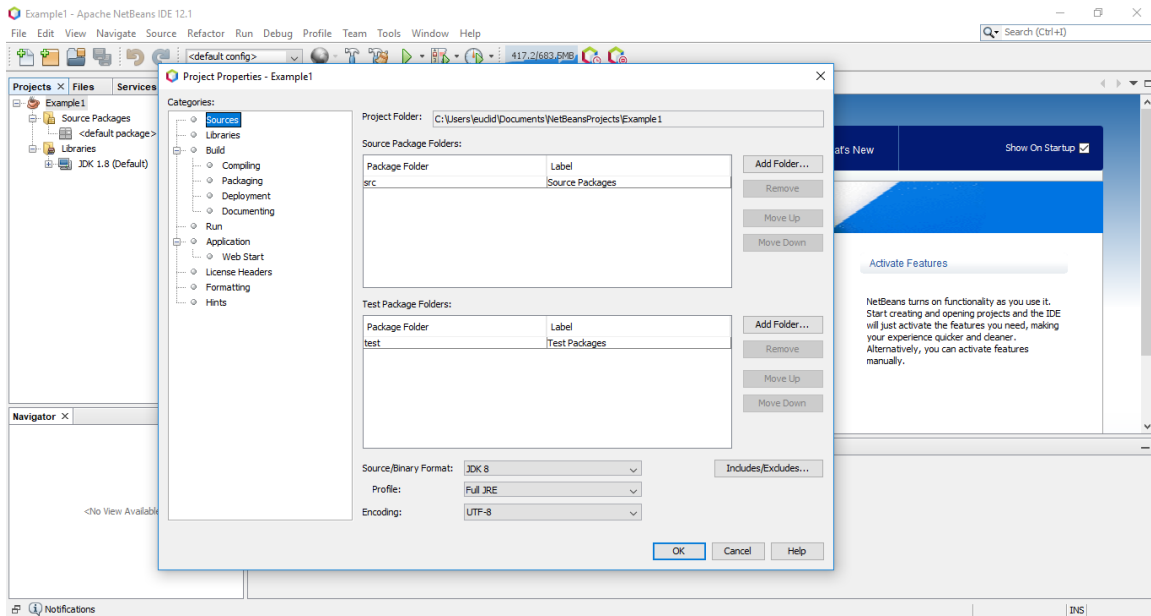 Example1 - Apache NetBeans IDE 12.1
File Edit View Navigate Source Refactor Run Debug Profile Team Tools Window Help
Search (Ctrl+I)
<default config>
417.2/683.6MB
Projects
Files
Services
Example1
Source Packages
<default package>
Libraries
JDK 1.8 (Default)
Navigator
<No View Available
Project Properties - Example1
Categories:
Sources
Libraries
Build
Compiling
Packaging
Deployment
Documenting
Run
Application
Web Start
License Headers
Formatting
Hints
Project Folder: C:\Users\euclid\Documents\NetBeansProjects\Example1
Source Package Folders:
Package Folder Label
src Source Packages
Add Folder...
Remove
Move Up
Move Down
Test Package Folders:
Package Folder Label
test Test Packages
Add Folder...
Remove
Move Up
Move Down
Source/Binary Format: JDK 8
Includes/Excludes...
Profile: Full JRE
Encoding: UTF-8
OK Cancel Help
at's New
Show On Startup
Activate Features
NetBeans turns on functionality as you use it.
Start creating and opening projects and the IDE
will just activate the features you need, making
your experience quicker and cleaner.
Alternatively, you can activate features
manually.
Notifications
INS